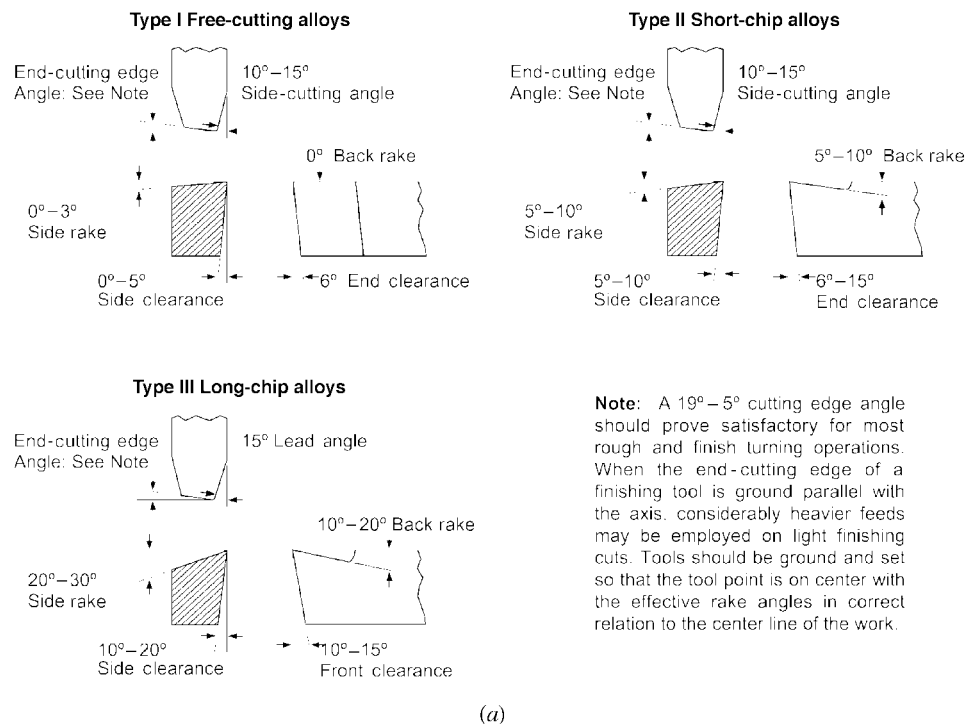 Type I Free-cutting alloys
End-cutting edge
Angle: See Note
10°–15°
Side-cutting angle
0° Back rake
0°–3°
Side rake
0°–5°
Side clearance
6° End clearance
Type II Short-chip alloys
End-cutting edge
Angle: See Note
10°–15°
Side-cutting angle
5°–10° Back rake
5°–10°
Side rake
5°–10°
Side clearance
6°–15°
End clearance
Type III Long-chip alloys
End-cutting edge
Angle: See Note
15° Lead angle
10°–20° Back rake
20°–30°
Side rake
10°–20°
Side clearance
10°–15°
Front clearance
Note: A 19°–5° cutting edge angle
should prove satisfactory for most
rough and finish turning operations.
When the end-cutting edge of a
finishing tool is ground parallel with
the axis. considerably heavier feeds
may be employed on light finishing
cuts. Tools should be ground and set
so that the tool point is on center with
the effective rake angles in correct
relation to the center line of the work.
(a)